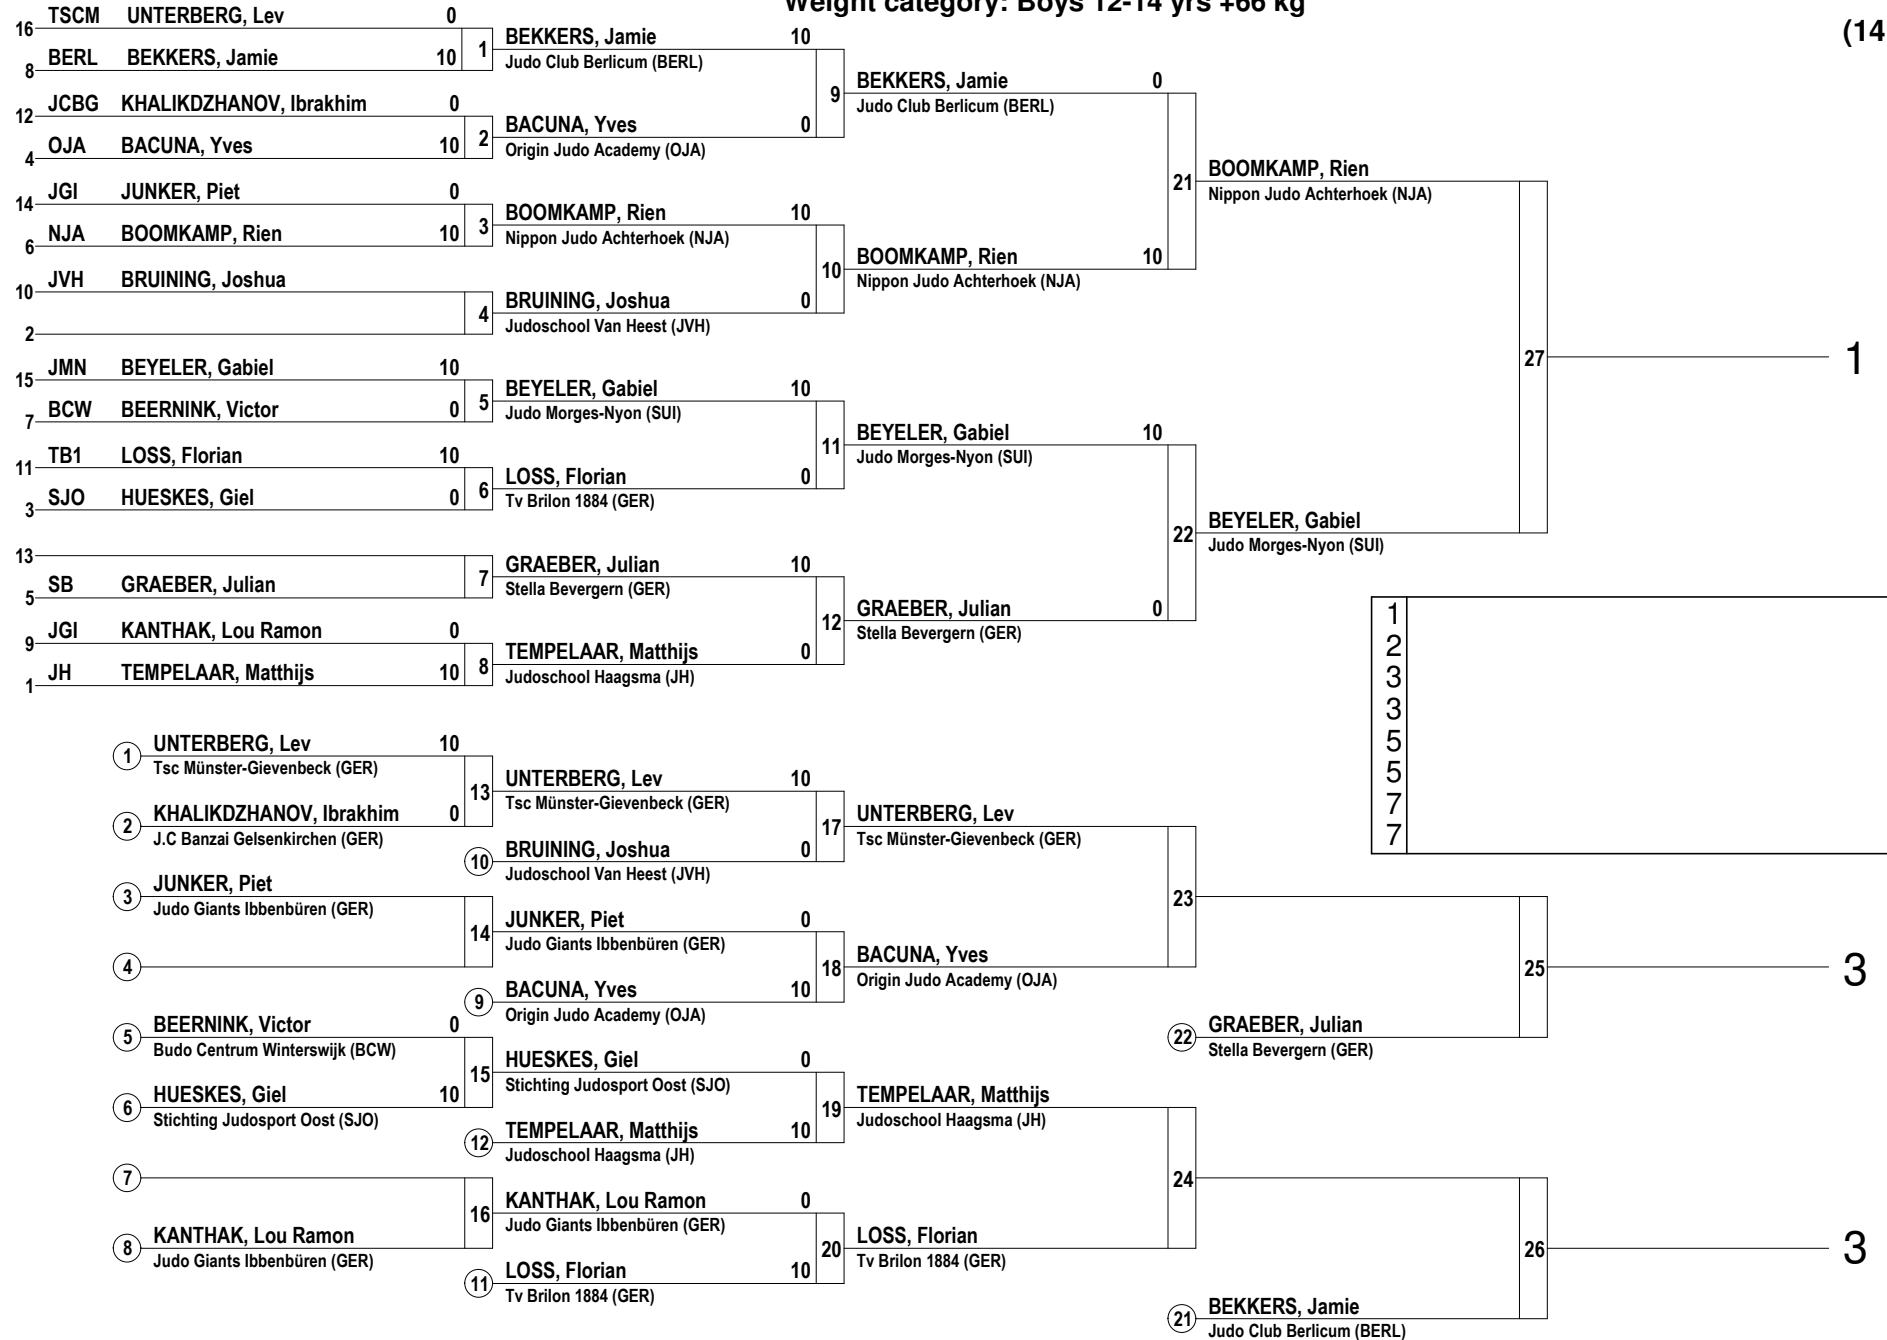 Weight category: Boys 12-14 yrs +66 kg
(14
16 TSCM UNTERBERG, Lev 0
8 BERL BEKKERS, Jamie 10
1
BEKKERS, Jamie 10
Judo Club Berlicum (BERL)
12 JCBG KHALIKDZHANOV, Ibrakhim 0
4 OJA BACUNA, Yves 10
2
BACUNA, Yves 0
Origin Judo Academy (OJA)
9
BEKKERS, Jamie 0
Judo Club Berlicum (BERL)
14 JGI JUNKER, Piet 0
6 NJA BOOMKAMP, Rien 10
3
BOOMKAMP, Rien 10
Nippon Judo Achterhoek (NJA)
10 JVH BRUINING, Joshua
2
4
BRUINING, Joshua 0
Judoschool Van Heest (JVH)
10
BOOMKAMP, Rien 10
Nippon Judo Achterhoek (NJA)
21
BOOMKAMP, Rien
Nippon Judo Achterhoek (NJA)
15 JMN BEYELER, Gabiel 10
7 BCW BEERNINK, Victor 0
5
BEYELER, Gabiel 10
Judo Morges-Nyon (SUI)
11 TB1 LOSS, Florian 10
3 SJO HUESKES, Giel 0
6
LOSS, Florian 0
Tv Brilon 1884 (GER)
11
BEYELER, Gabiel 10
Judo Morges-Nyon (SUI)
13
5 SB GRAEBER, Julian
7
GRAEBER, Julian 10
Stella Bevergern (GER)
9 JGI KANTHAK, Lou Ramon 0
1 JH TEMPELAAR, Matthijs 10
8
TEMPELAAR, Matthijs 0
Judoschool Haagsma (JH)
12
GRAEBER, Julian 0
Stella Bevergern (GER)
22
BEYELER, Gabiel
Judo Morges-Nyon (SUI)
27
1
1
2
3
3
5
5
7
7
1 UNTERBERG, Lev 10
Tsc Münster-Gievenbeck (GER)
2 KHALIKDZHANOV, Ibrakhim 0
J.C Banzai Gelsenkirchen (GER)
13
UNTERBERG, Lev 10
Tsc Münster-Gievenbeck (GER)
10 BRUINING, Joshua 0
Judoschool Van Heest (JVH)
17
UNTERBERG, Lev
Tsc Münster-Gievenbeck (GER)
3 JUNKER, Piet
Judo Giants Ibbenbüren (GER)
4
14
JUNKER, Piet 0
Judo Giants Ibbenbüren (GER)
9 BACUNA, Yves 10
Origin Judo Academy (OJA)
18
BACUNA, Yves
Origin Judo Academy (OJA)
23
22 GRAEBER, Julian
Stella Bevergern (GER)
25
3
5 BEERNINK, Victor 0
Budo Centrum Winterswijk (BCW)
6 HUESKES, Giel 10
Stichting Judosport Oost (SJO)
15
HUESKES, Giel 0
Stichting Judosport Oost (SJO)
12 TEMPELAAR, Matthijs 10
Judoschool Haagsma (JH)
19
TEMPELAAR, Matthijs
Judoschool Haagsma (JH)
7
8 KANTHAK, Lou Ramon
Judo Giants Ibbenbüren (GER)
16
KANTHAK, Lou Ramon 0
Judo Giants Ibbenbüren (GER)
11 LOSS, Florian 10
Tv Brilon 1884 (GER)
20
LOSS, Florian
Tv Brilon 1884 (GER)
24
21 BEKKERS, Jamie
Judo Club Berlicum (BERL)
26
3